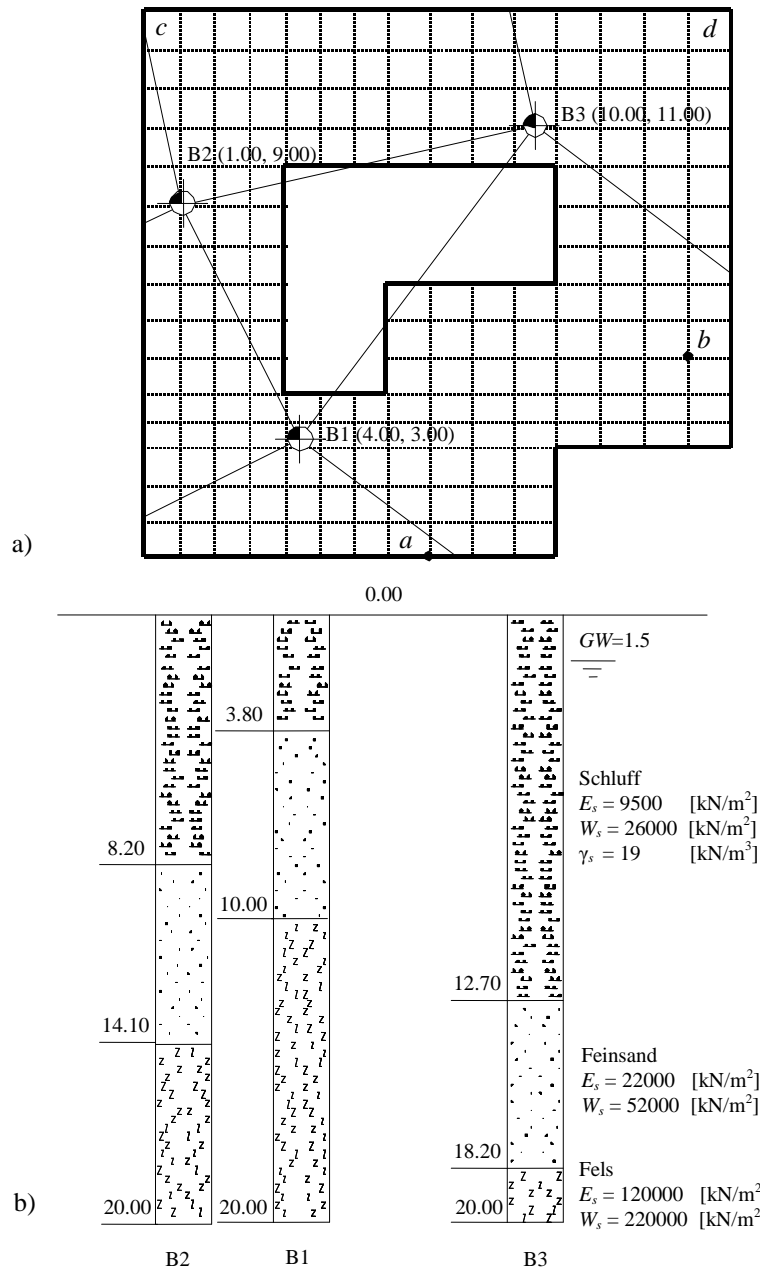 c
d
B3 (10.00, 11.00)
B2 (1.00, 9.00)
b
B1 (4.00, 3.00)
a)
a
0.00
GW=1.5
3.80
Schluff
E_s = 9500 [kN/m²]
W_s = 26000 [kN/m²]
γ_s = 19 [kN/m³]
8.20
10.00
12.70
14.10
Feinsand
E_s = 22000 [kN/m²]
W_s = 52000 [kN/m²]
18.20
Fels
E_s = 120000 [kN/m²
W_s = 220000 [kN/m²
b)
20.00
20.00
20.00
B2
B1
B3